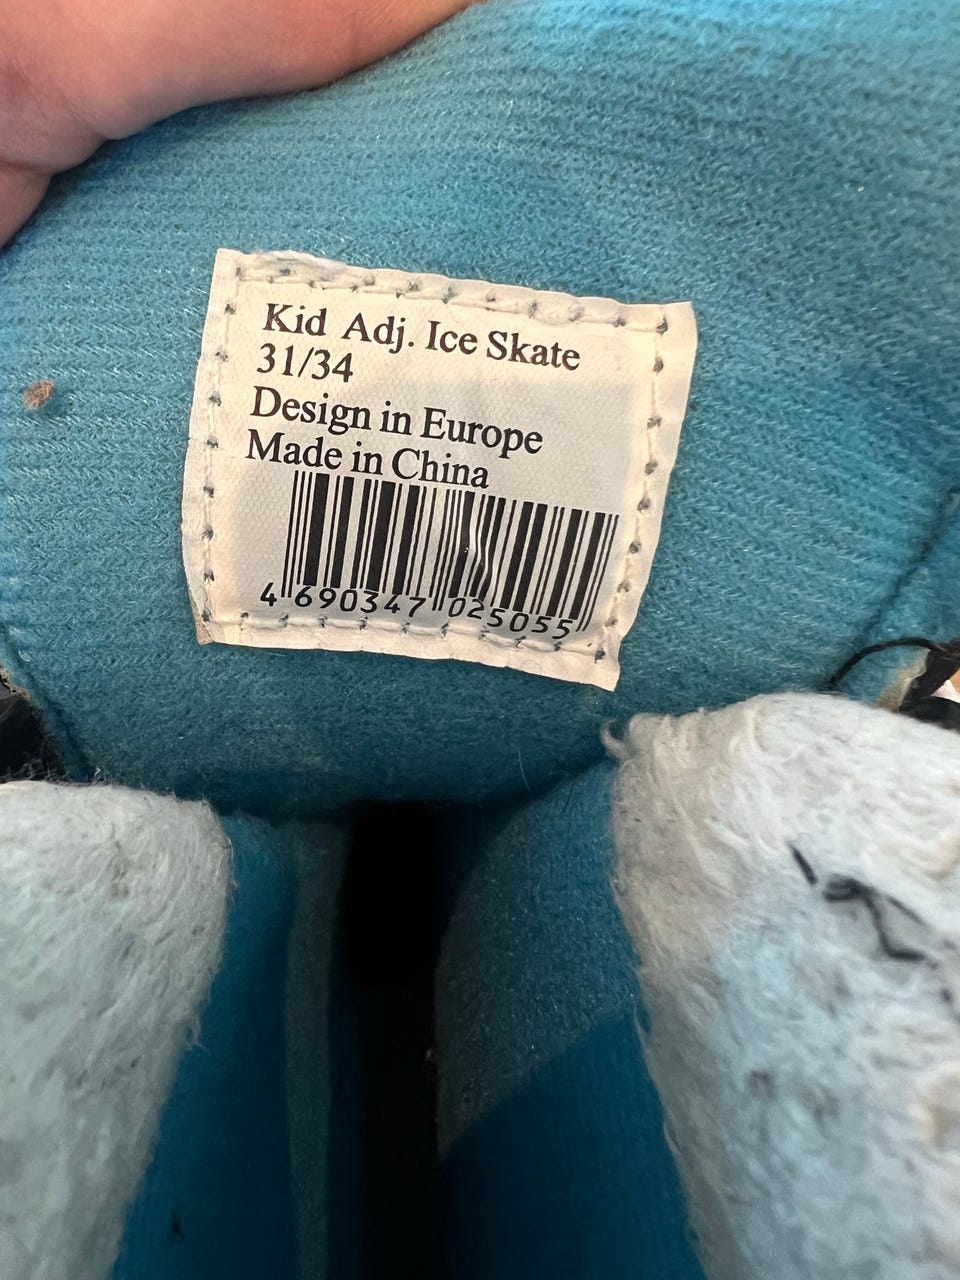 Kid Adj. Ice Skate
31/34
Design in Europe
Made in China
4 690347 025055